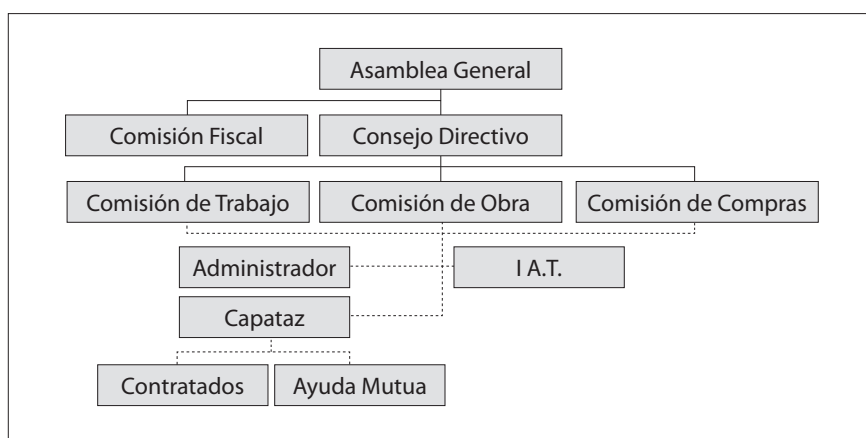 Asamblea General
Comisión Fiscal
Consejo Directivo
Comisión de Trabajo
Comisión de Obra
Comisión de Compras
Administrador
I A.T.
Capataz
Contratados
Ayuda Mutua